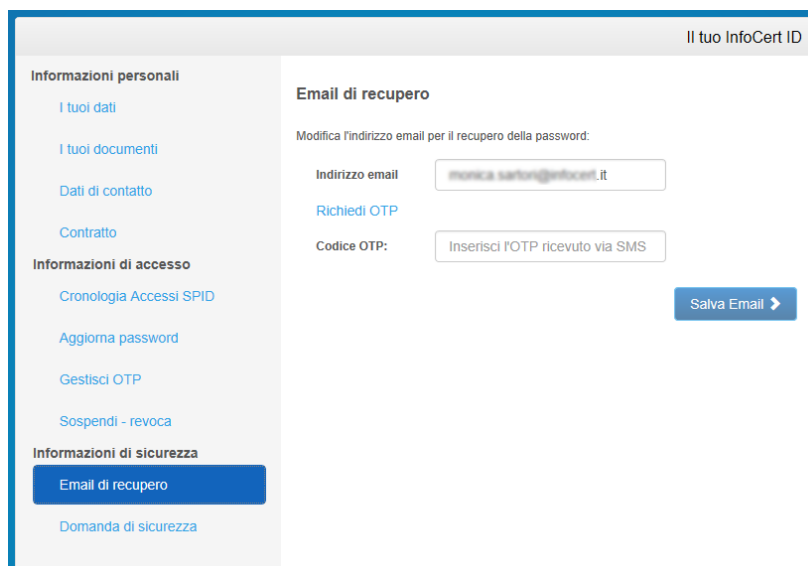 Il tuo InfoCert ID
Informazioni personali
I tuoi dati
I tuoi documenti
Dati di contatto
Contratto
Informazioni di accesso
Cronologia Accessi SPID
Aggiorna password
Gestisci OTP
Sospendi - revoca
Informazioni di sicurezza
Email di recupero
Domanda di sicurezza
Email di recupero
Modifica l'indirizzo email per il recupero della password:
Indirizzo email .it
Richiedi OTP
Codice OTP: Inserisci l'OTP ricevuto via SMS
Salva Email